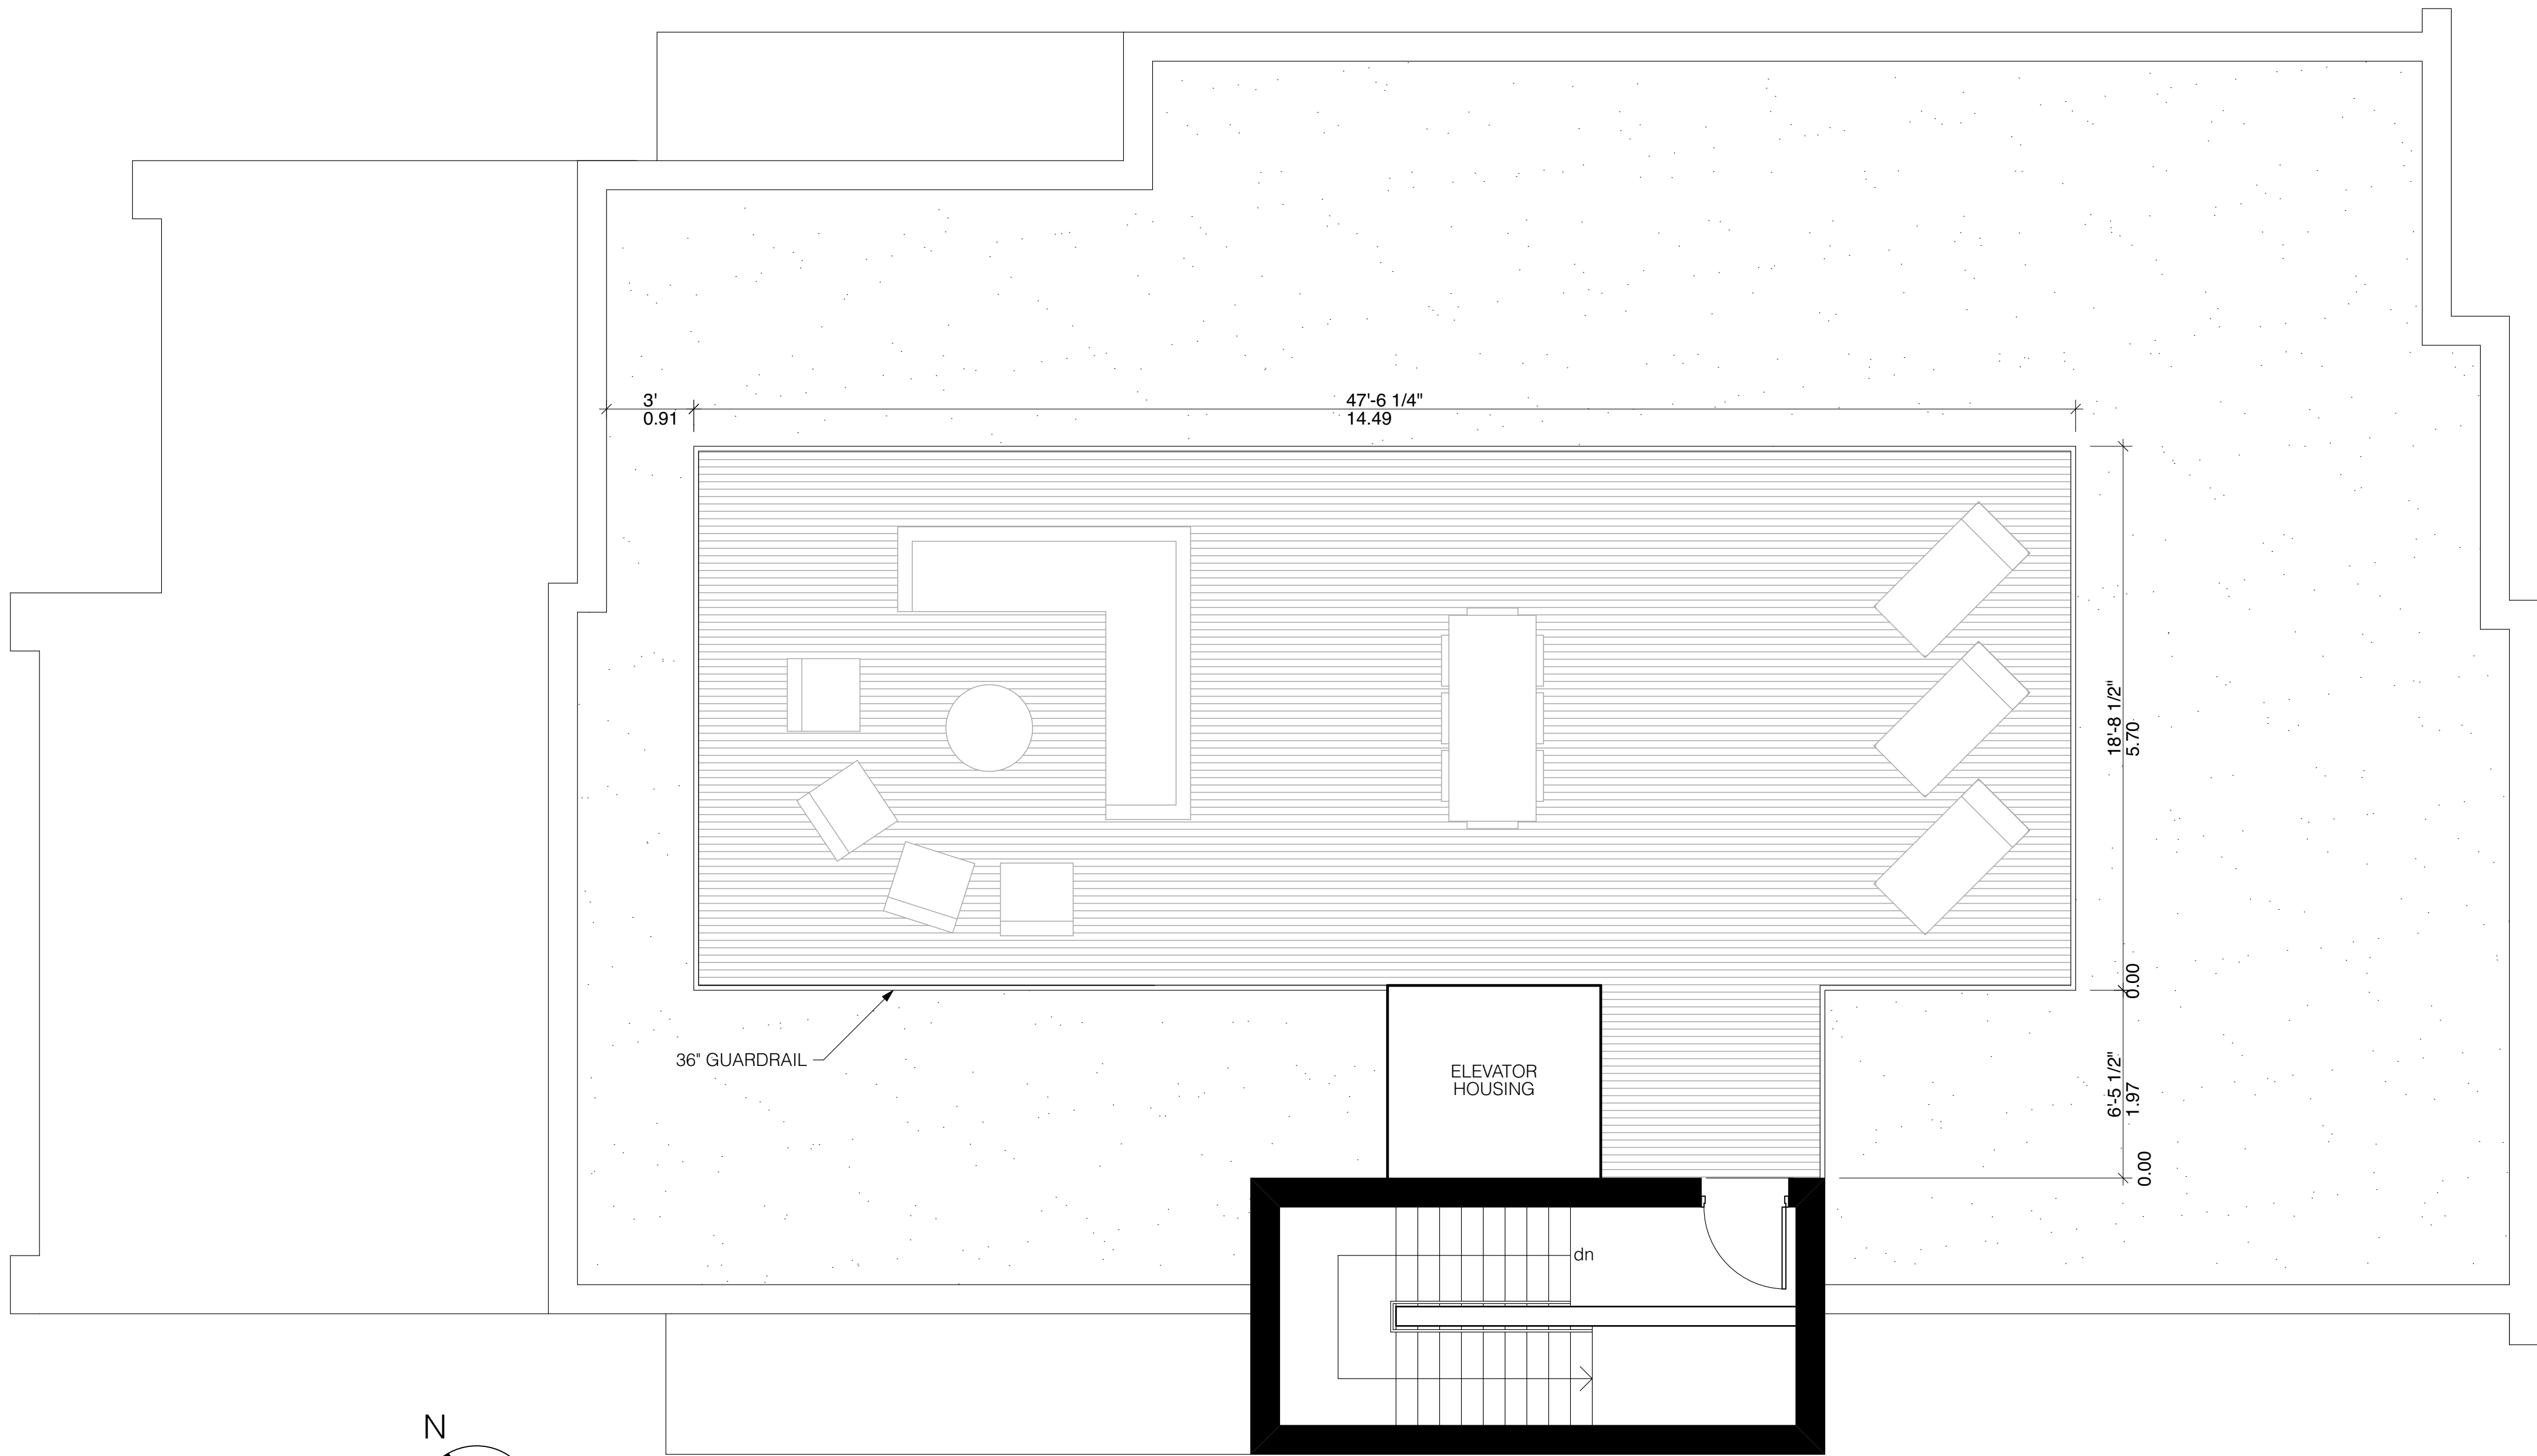 3'
0.91
47'-6 1/4"
14.49
18'-8 1/2"
5.70
0.00
36" GUARDRAIL
ELEVATOR
HOUSING
6'-5 1/2"
1.97
0.00
dn
N